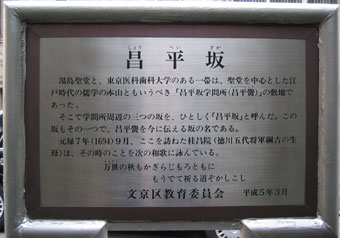 しょう へい ざか
昌平坂
湯島聖堂と、東京医科歯科大学のある一帯は、聖堂を中心とした江
戸時代の儒学の本山ともいうべき「昌平坂学問所(昌平黌)」の敷地で
あった。
そこで学問所周辺の三つの坂を、ひとしく「昌平坂」と呼んだ。この
坂もその一つで、昌平黌を今に伝える坂の名である。
元禄7年(1694)9月、ここを訪ねた桂昌院(徳川五代将軍綱吉の生
母)は、その時のことを次の和歌に詠んでいる。
万世の秋もかぎらじもろともに
もうでて祈る道ぞかしこし
文京区教育委員会 平成5年3月